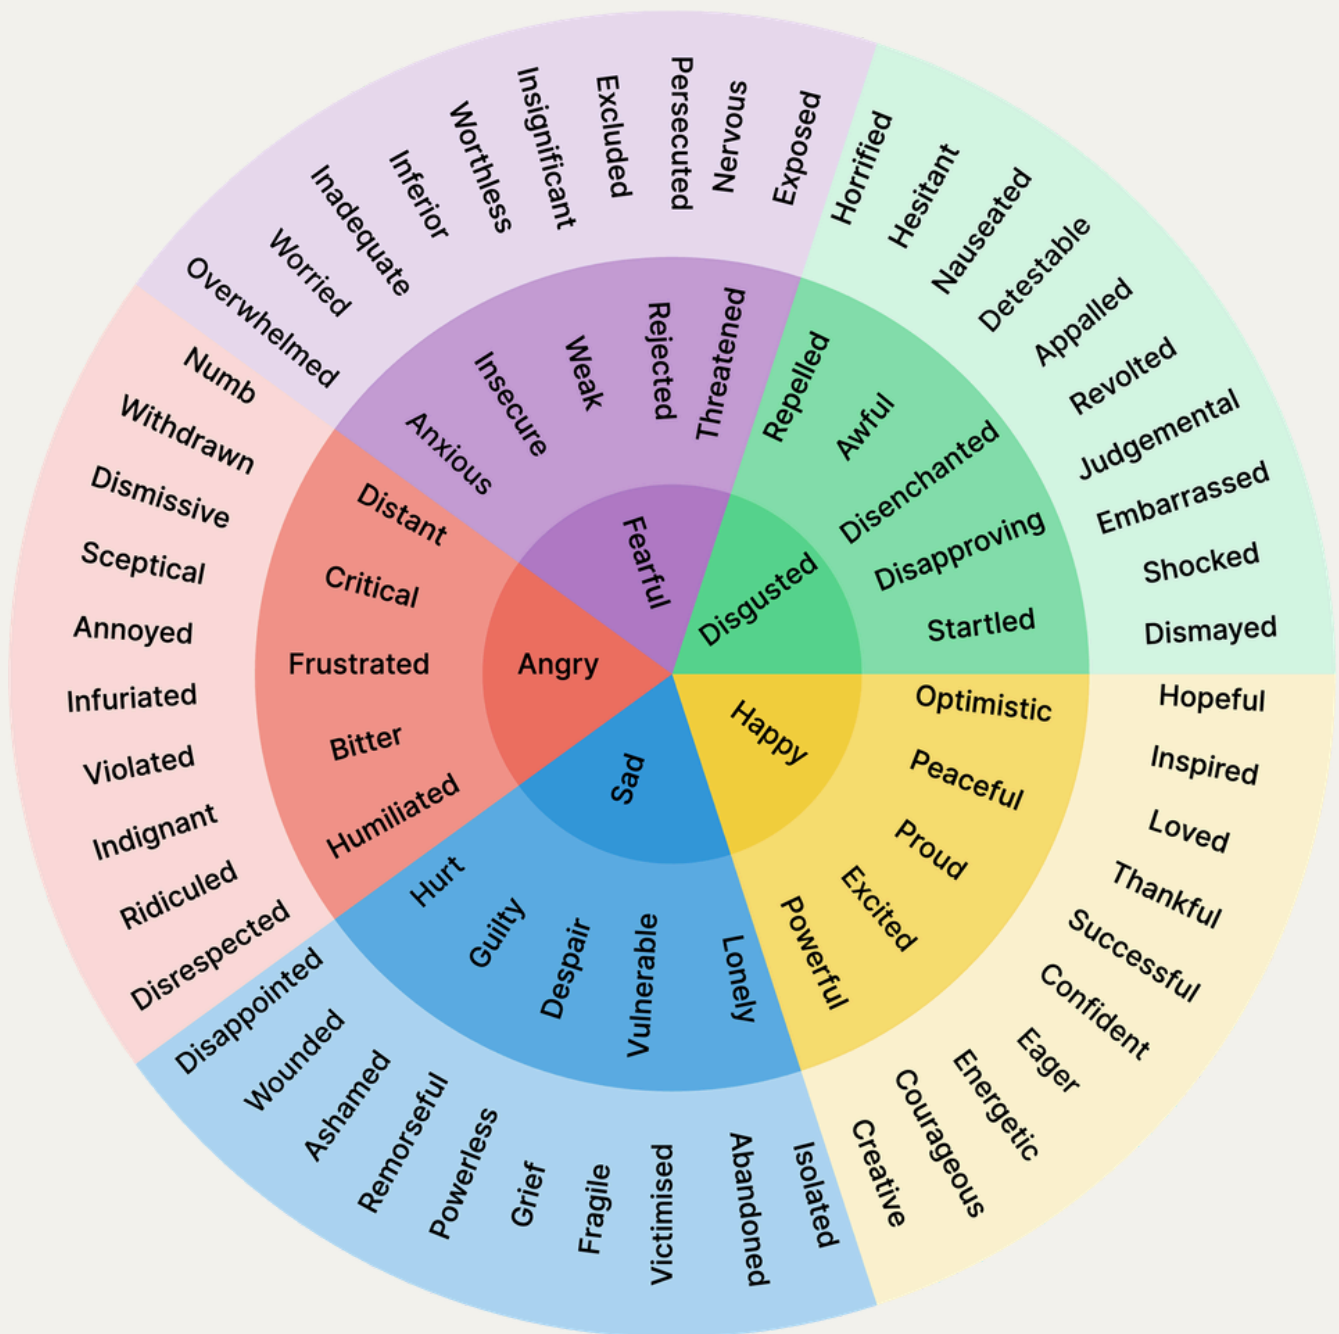 Fearful
Disgusted
Happy
Sad
Angry
Anxious
Insecure
Weak
Rejected
Threatened
Repelled
Awful
Disenchanted
Disapproving
Startled
Optimistic
Peaceful
Proud
Excited
Powerful
Lonely
Vulnerable
Despair
Guilty
Hurt
Humiliated
Bitter
Frustrated
Critical
Distant
Overwhelmed
Worried
Inadequate
Inferior
Worthless
Insignificant
Excluded
Persecuted
Nervous
Exposed
Horrified
Hesitant
Nauseated
Detestable
Appalled
Revolted
Judgemental
Embarrassed
Shocked
Dismayed
Hopeful
Inspired
Loved
Thankful
Successful
Confident
Eager
Energetic
Courageous
Creative
Isolated
Abandoned
Victimised
Fragile
Grief
Powerless
Remorseful
Ashamed
Wounded
Disappointed
Disrespected
Ridiculed
Indignant
Violated
Infuriated
Annoyed
Sceptical
Dismissive
Withdrawn
Numb